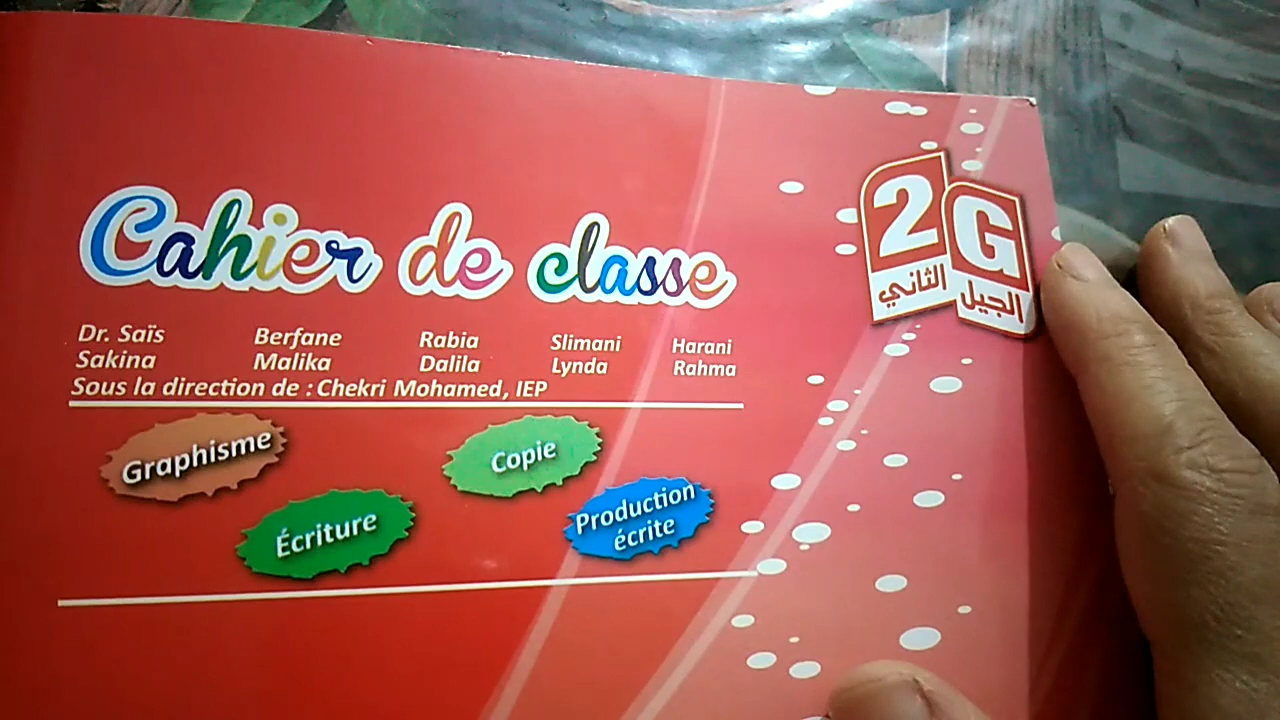 Cahier de classe
2G
الجيل الثاني
Dr. Saïs Berfane Rabia Slimani Harani
Sakina Malika Dalila Lynda Rahma
Sous la direction de : Chekri Mohamed, IEP
Graphisme
Copie
Écriture
Production
écrite